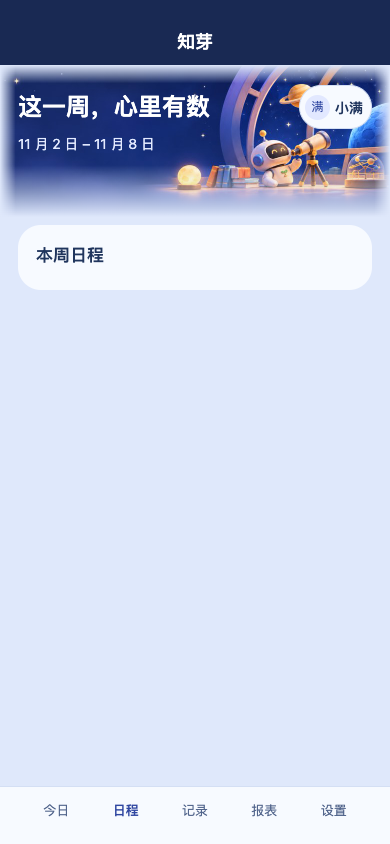 知芽
这一周，心里有数
满 小满
11 月 2 日 – 11 月 8 日
本周日程
今日 日程 记录 报表 设置